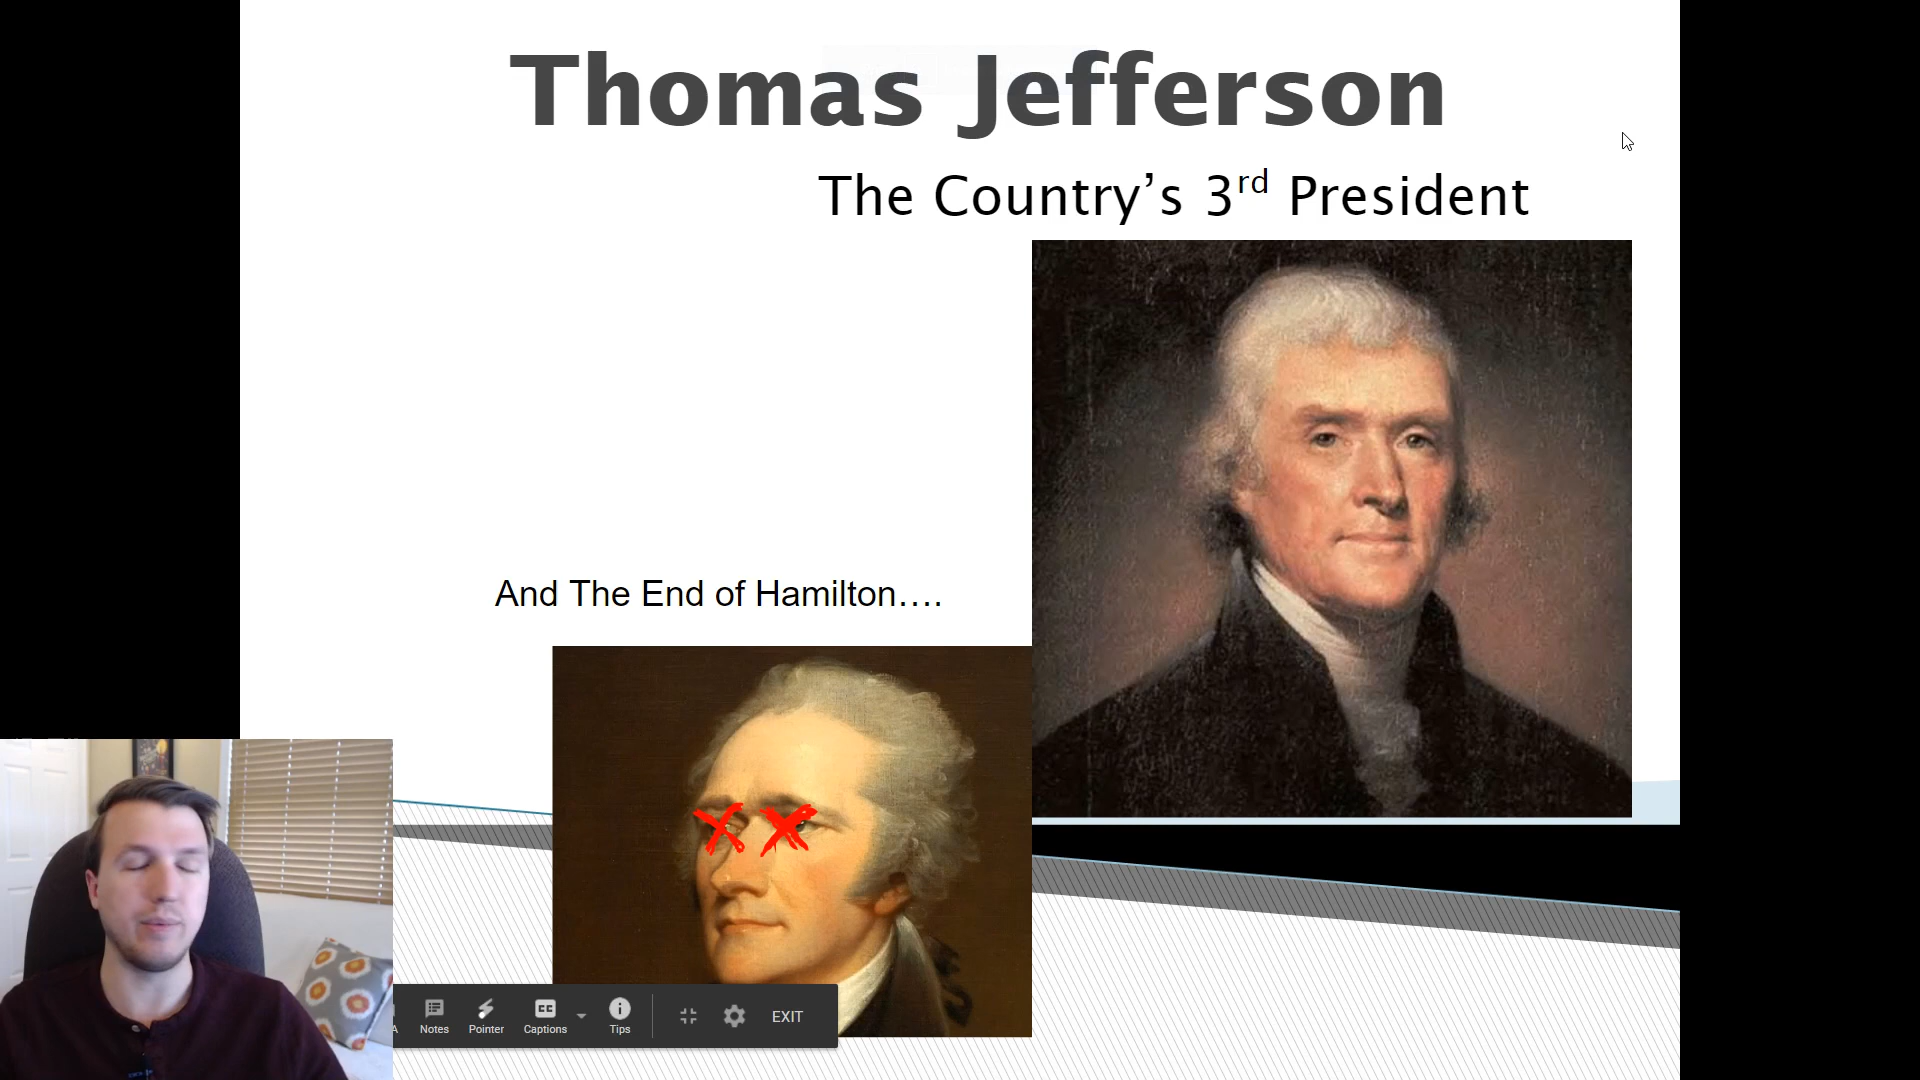 Thomas Jefferson
The Country’s 3rd President
And The End of Hamilton….
A Notes Pointer Captions Tips EXIT